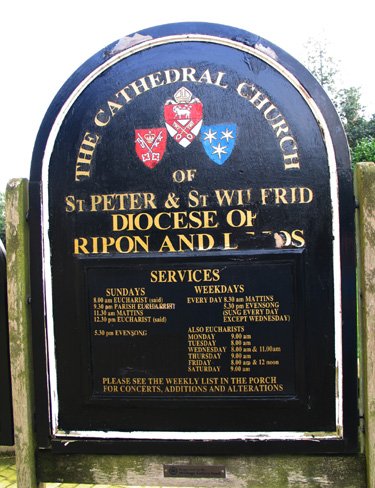 THE CATHEDRAL CHURCH
OF
ST PETER & ST WILFRID
DIOCESE OF
RIPON AND L DS
SERVICES
SUNDAYS
8.00 am EUCHARIST (said)
9.30 pm PARISH EUCHARIST
11.30 am MATTINS
12.30 pm EUCHARIST (said)
5.30 pm EVENSONG
WEEKDAYS
EVERY DAY 8.30 am MATTINS
5.30 pm EVENSONG
(SUNG EVERY DAY
EXCEPT WEDNESDAY)
ALSO EUCHARISTS
MONDAY 9.00 am
TUESDAY 8.00 am
WEDNESDAY 8.00 am & 11.00am
THURSDAY 9.00 am
FRIDAY 8.00 am & 12 noon
SATURDAY 9.00 am
PLEASE SEE THE WEEKLY LIST IN THE PORCH
FOR CONCERTS, ADDITIONS AND ALTERATIONS